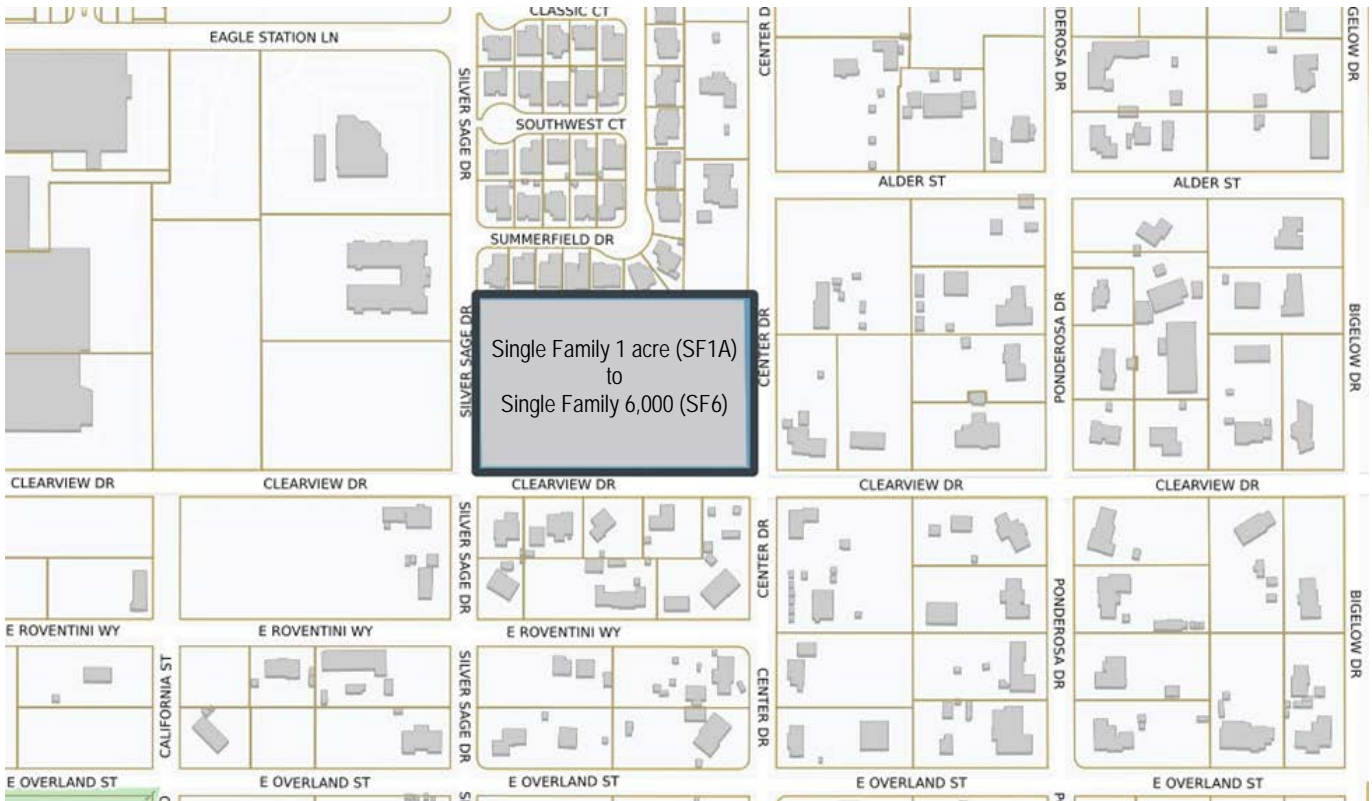 CLASSIC CT
EAGLE STATION LN
CENTER D
DEROSA DR
GELOW DR
SILVER SAGE DR
SOUTHWEST CT
ALDER ST
ALDER ST
SUMMERFIELD DR
SILVER SAGE DR
Single Family 1 acre (SF1A)
to
Single Family 6,000 (SF6)
CENTER DR
PONDEROSA DR
BIGELOW DR
CLEARVIEW DR
CLEARVIEW DR
CLEARVIEW DR
CLEARVIEW DR
CLEARVIEW DR
SILVER SAGE DR
CENTER DR
PONDEROSA DR
BIGELOW DR
E ROVENTINI WY
E ROVENTINI WY
E ROVENTINI WY
CALIFORNIA ST
SILVER SAGE DR
CENTER DR
E OVERLAND ST
E OVERLAND ST
E OVERLAND ST
E OVERLAND ST
E OVERLAND ST